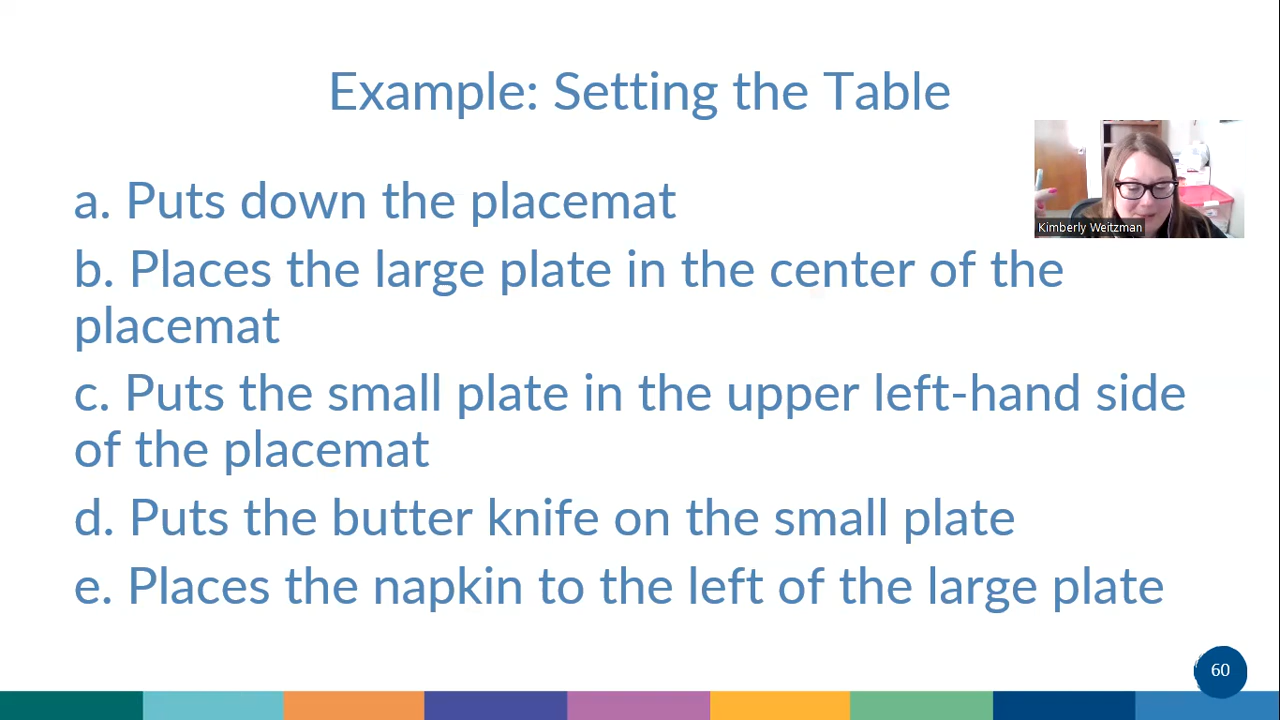 Example: Setting the Table
Kimberly Weitzman
a. Puts down the placemat
b. Places the large plate in the center of the
placemat
c. Puts the small plate in the upper left-hand side
of the placemat
d. Puts the butter knife on the small plate
e. Places the napkin to the left of the large plate
60